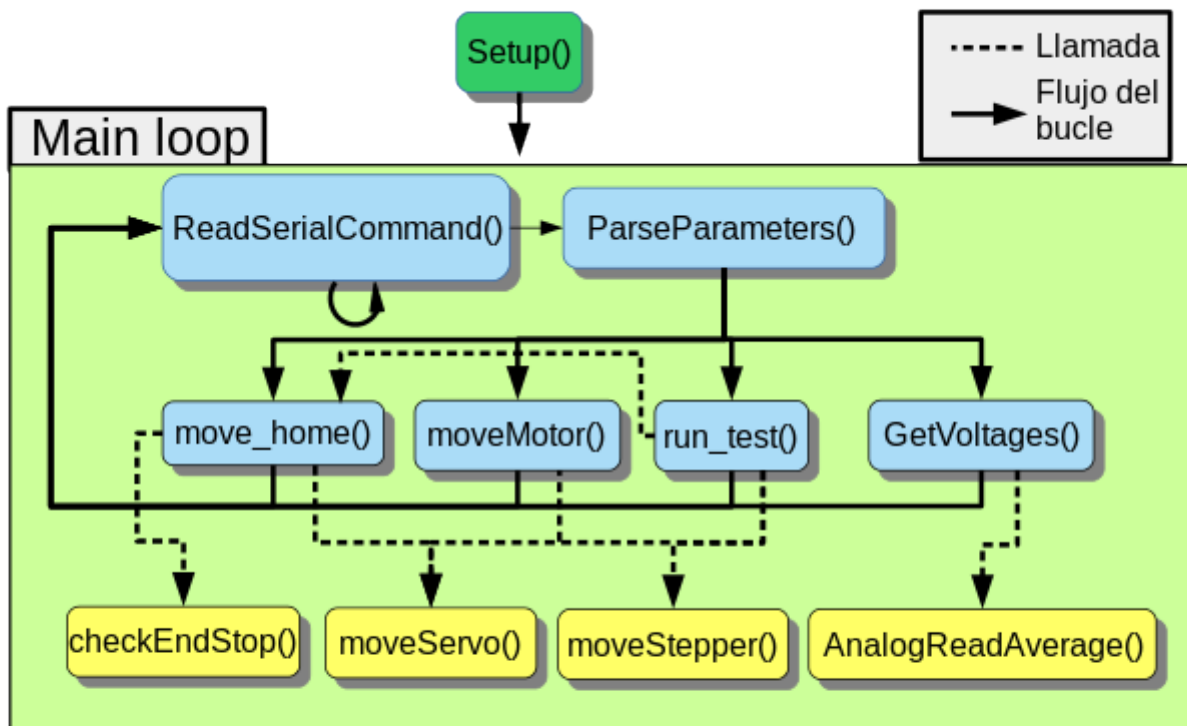 Setup()
Llamada
Flujo del
bucle
Main loop
ReadSerialCommand()
ParseParameters()
move_home()
moveMotor()
run_test()
GetVoltages()
checkEndStop()
moveServo()
moveStepper()
AnalogReadAverage()